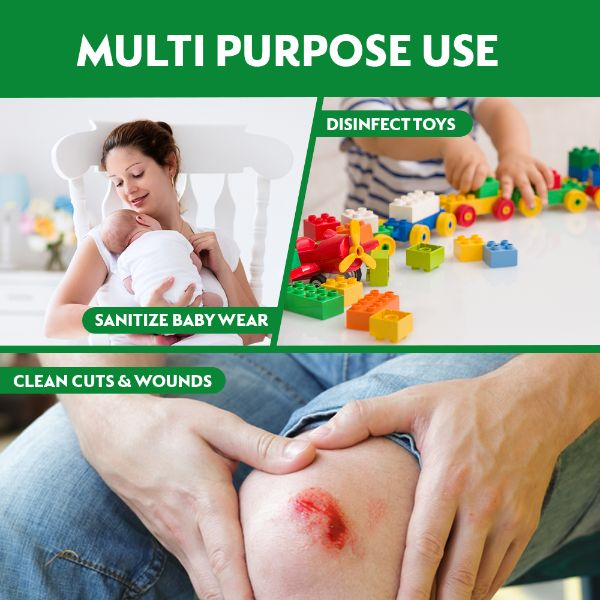 MULTI PURPOSE USE
DISINFECT TOYS
SANITIZE BABY WEAR
CLEAN CUTS & WOUNDS